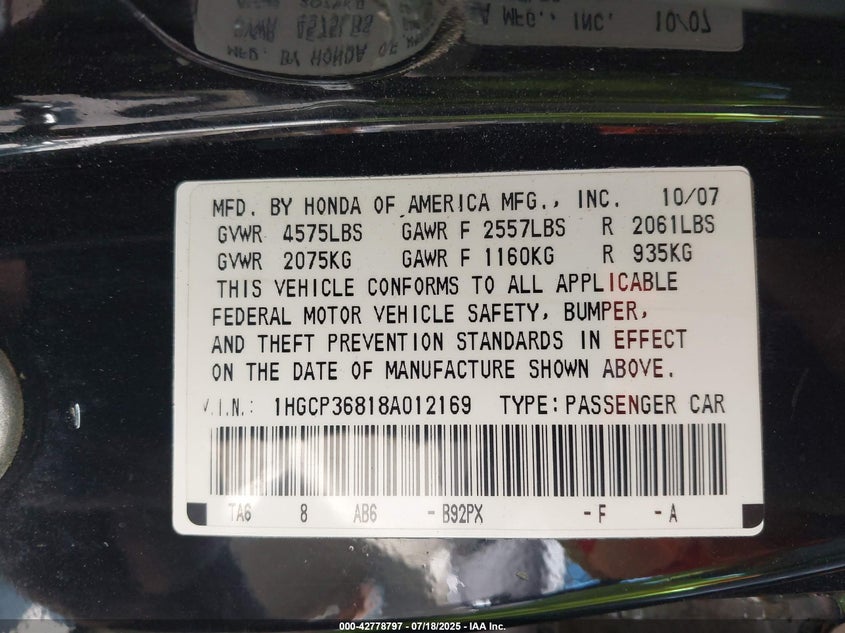 MFD. BY HONDA OF AMERICA MFG., INC. 10/07
GVWR 4575LBS GAWR F 2557LBS R 2061LBS
GVWR 2075KG GAWR F 1160KG R 935KG
THIS VEHICLE CONFORMS TO ALL APPLICABLE
FEDERAL MOTOR VEHICLE SAFETY, BUMPER,
AND THEFT PREVENTION STANDARDS IN EFFECT
ON THE DATE OF MANUFACTURE SHOWN ABOVE.
V.I.N.: 1HGCP36818A012169 TYPE: PASSENGER CAR
TA6 8 AB6 - B92PX - F - A
000-42778797 - 07/18/2025 - IAA Inc.